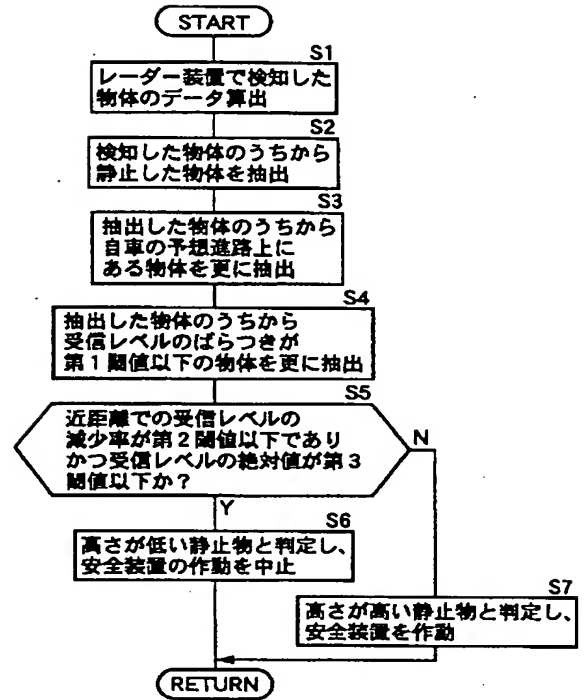 START
S1
レーダー装置で検知した
物体のデータ算出
S2
検知した物体のうちから
静止した物体を抽出
S3
抽出した物体のうちから
自車の予想進路上に
ある物体を更に抽出
S4
抽出した物体のうちから
受信レベルのばらつきが
第1閾値以下の物体を更に抽出
S5
近距離での受信レベルの
減少率が第2閾値以下であり
かつ受信レベルの絶対値が第3
閾値以下か?
N
Y
S6
高さが低い静止物と判定し、
安全装置の作動を中止
S7
高さが高い静止物と判定し、
安全装置を作動
RETURN